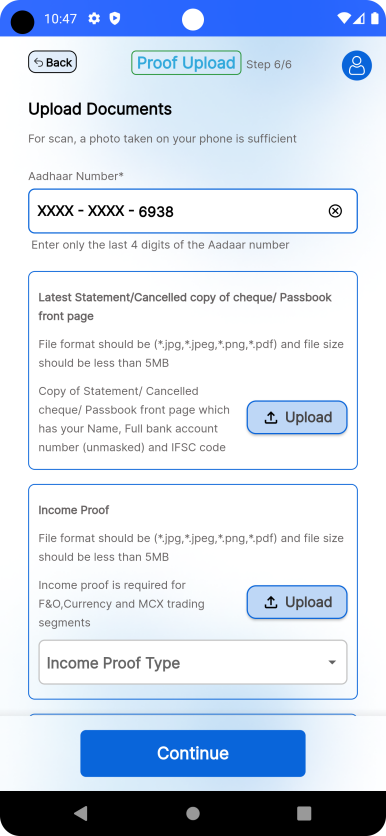 10:47
Back
Proof Upload Step 6/6
Upload Documents
For scan, a photo taken on your phone is sufficient
Aadhaar Number*
XXXX - XXXX - 6938
Enter only the last 4 digits of the Aadaar number
Latest Statement/Cancelled copy of cheque/ Passbook
front page
File format should be (*.jpg,*.jpeg,*.png,*.pdf) and file size
should be less than 5MB
Copy of Statement/ Cancelled
cheque/ Passbook front page which
has your Name, Full bank account
number (unmasked) and IFSC code
Upload
Income Proof
File format should be (*.jpg,*.jpeg,*.png,*.pdf) and file size
should be less than 5MB
Income proof is required for
F&O,Currency and MCX trading
segments
Upload
Income Proof Type
Continue